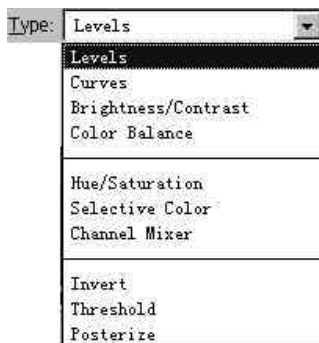 Type: Levels
Levels
Curves
Brightness/Contrast
Color Balance
Hue/Saturation
Selective Color
Channel Mixer
Invert
Threshold
Posterize